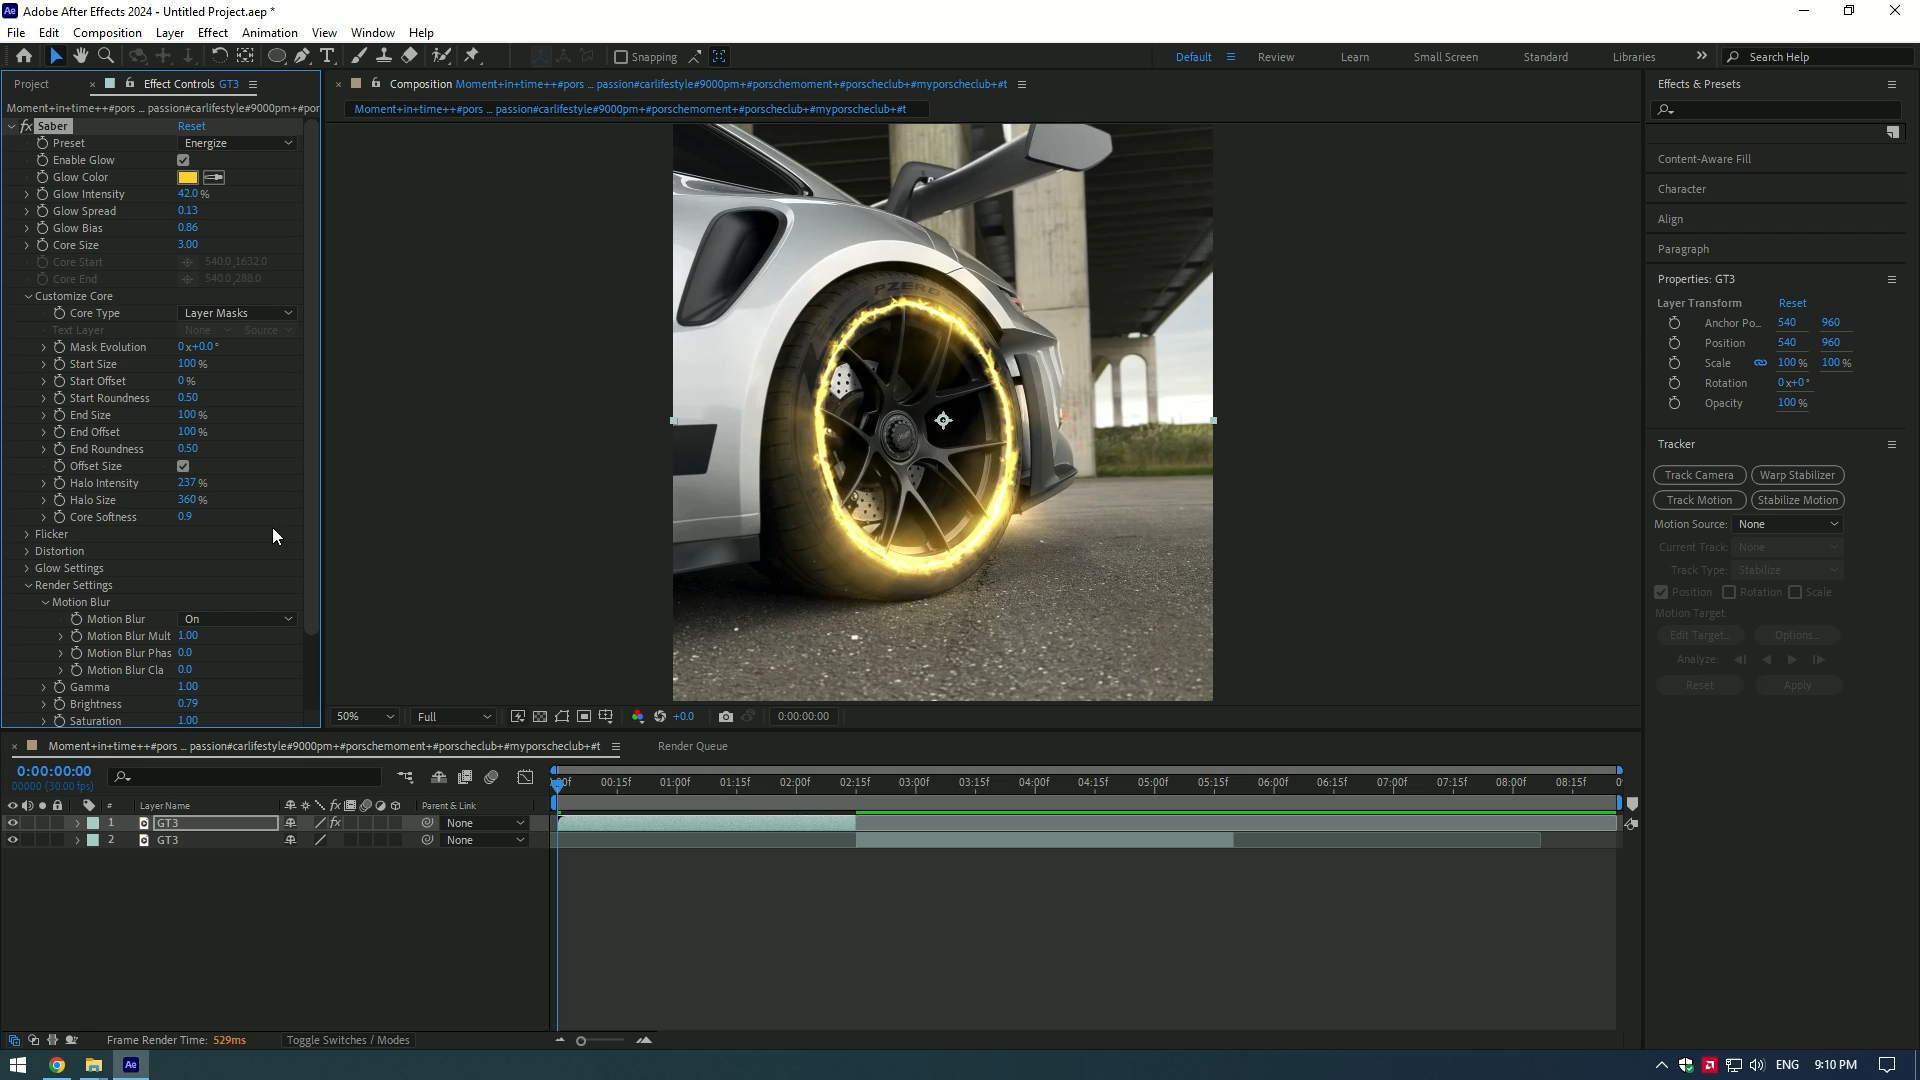 Adobe After Effects 2024 - Untitled Project.aep *
File Edit Composition Layer Effect Animation View Window Help
Snapping Default Review Learn Small Screen Standard Libraries Search Help
Project Effect Controls GT3
Moment+in+time++#pors ... passion#carlifestyle#9000pm+#por
Saber Reset
Preset Energize
Enable Glow
Glow Color
Glow Intensity 42.0 %
Glow Spread 0.13
Glow Bias 0.86
Core Size 3.00
Core Start 540.0,1632.0
Core End 540.0,288.0
Customize Core
Core Type Layer Masks
Text Layer None Source
Mask Evolution 0x+0.0°
Start Size 100 %
Start Offset 0 %
Start Roundness 0.50
End Size 100 %
End Offset 100 %
End Roundness 0.50
Offset Size
Halo Intensity 237 %
Halo Size 360 %
Core Softness 0.9
Flicker
Distortion
Glow Settings
Render Settings
Motion Blur
Motion Blur On
Motion Blur Mult 1.00
Motion Blur Phas 0.0
Motion Blur Cla 0.0
Gamma 1.00
Brightness 0.79
Saturation 1.00
Composition Moment+in+time++#pors ... passion#carlifestyle#9000pm+#porschemoment+#porscheclub+#myporscheclub+#t
Moment+in+time++#pors ... passion#carlifestyle#9000pm+#porschemoment+#porscheclub+#myporscheclub+#t
PZERO
50% Full +0.0 0:00:00:00
Effects & Presets
Content-Aware Fill
Character
Align
Paragraph
Properties: GT3
Layer Transform Reset
Anchor Po... 540 960
Position 540 960
Scale 100 % 100 %
Rotation 0x+0°
Opacity 100 %
Tracker
Track Camera Warp Stabilizer
Track Motion Stabilize Motion
Motion Source: None
Current Track: None
Track Type: Stabilize
Position Rotation Scale
Motion Target:
Edit Target... Options...
Analyze:
Reset Apply
Moment+in+time++#pors ... passion#carlifestyle#9000pm+#porschemoment+#porscheclub+#myporscheclub+#t Render Queue
0:00:00:00
00000 (30.00 fps)
00f 00:15f 01:00f 01:15f 02:00f 02:15f 03:00f 03:15f 04:00f 04:15f 05:00f 05:15f 06:00f 06:15f 07:00f 07:15f 08:00f 08:15f 0
# Layer Name fx Parent & Link
1 GT3 fx None
2 GT3 None
Frame Render Time: 529ms Toggle Switches / Modes
Ae ENG 9:10 PM